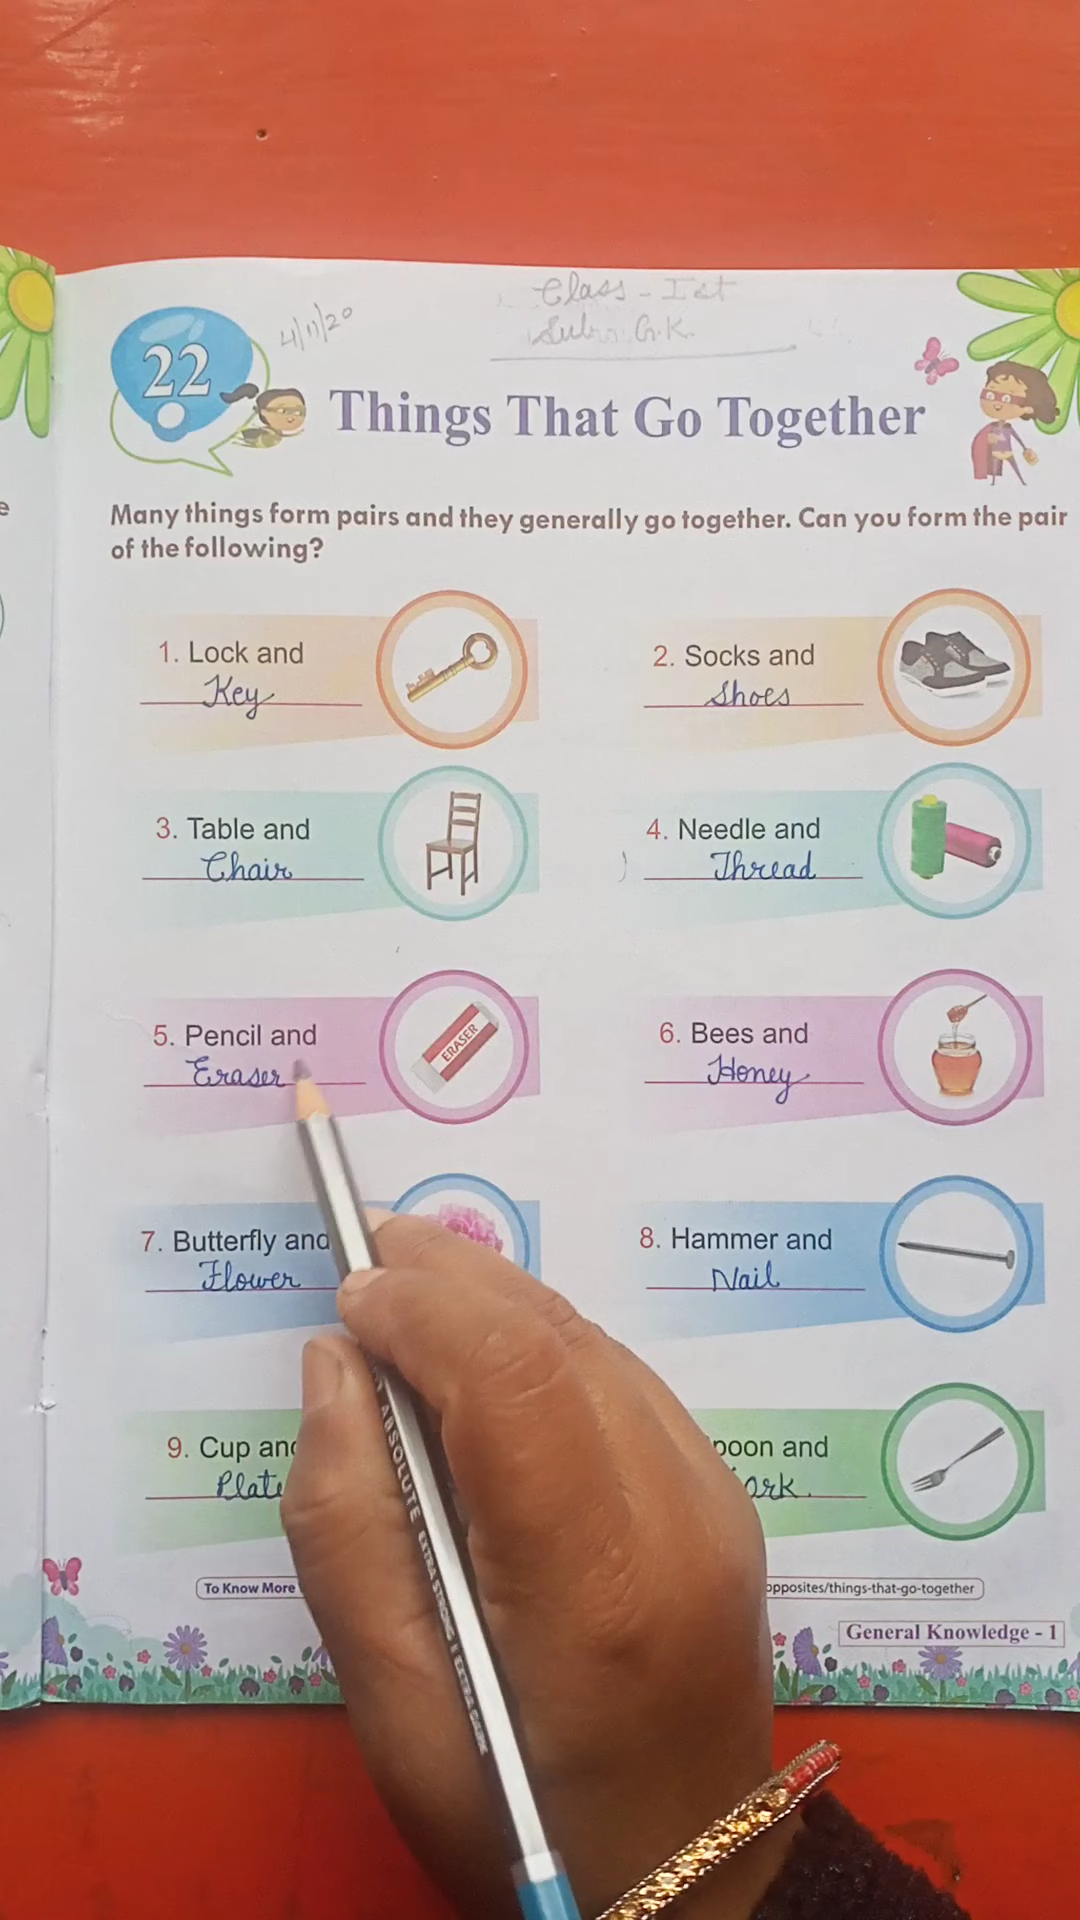 Class - Ist
4/11/20
Sub: G.K.
22
Things That Go Together
Many things form pairs and they generally go together. Can you form the pair
of the following?
1. Lock and
Key
2. Socks and
Shoes
3. Table and
Chair
4. Needle and
Thread
5. Pencil and
Eraser
ERASER
6. Bees and
Honey
7. Butterfly and
Flower
8. Hammer and
Nail
9. Cup and
Plate
poon and
ork.
To Know More
opposites/things-that-go-together
General Knowledge - 1
ABSOLUTE EXTRA STRONG EXTRA DARK